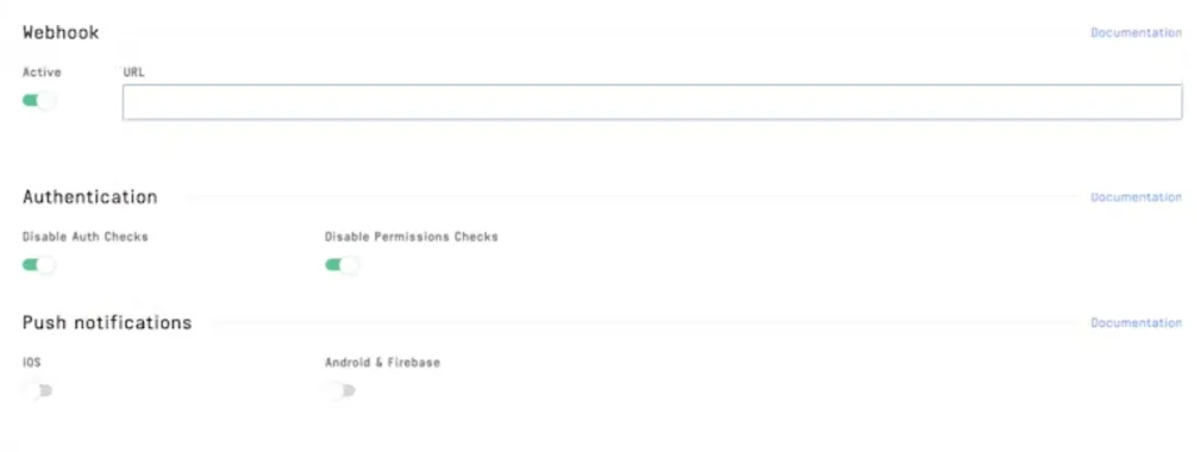 Webhook
Documentation
Active
URL
Authentication
Documentation
Disable Auth Checks
Disable Permissions Checks
Push notifications
Documentation
iOS
Android & Firebase